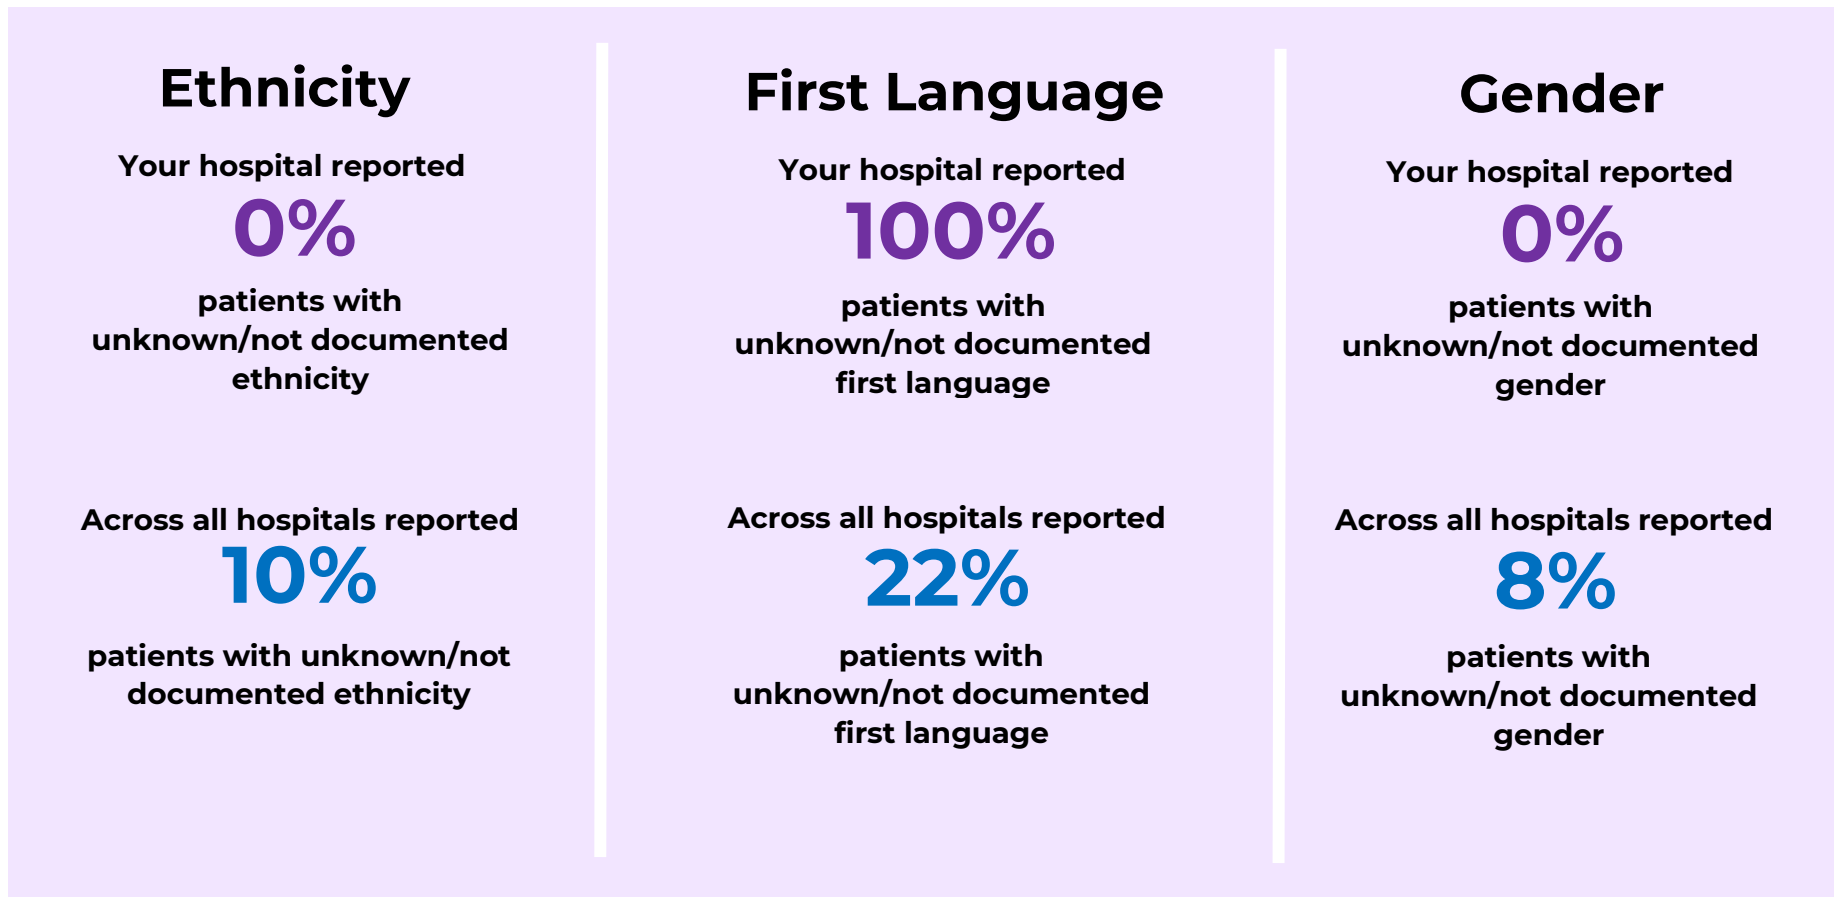 Ethnicity
Your hospital reported
0%
patients with
unknown/not documented
ethnicity
Across all hospitals reported
10%
patients with unknown/not
documented ethnicity
First Language
Your hospital reported
100%
patients with
unknown/not documented
first language
Across all hospitals reported
22%
patients with
unknown/not documented
first language
Gender
Your hospital reported
0%
patients with
unknown/not documented
gender
Across all hospitals reported
8%
patients with
unknown/not documented
gender